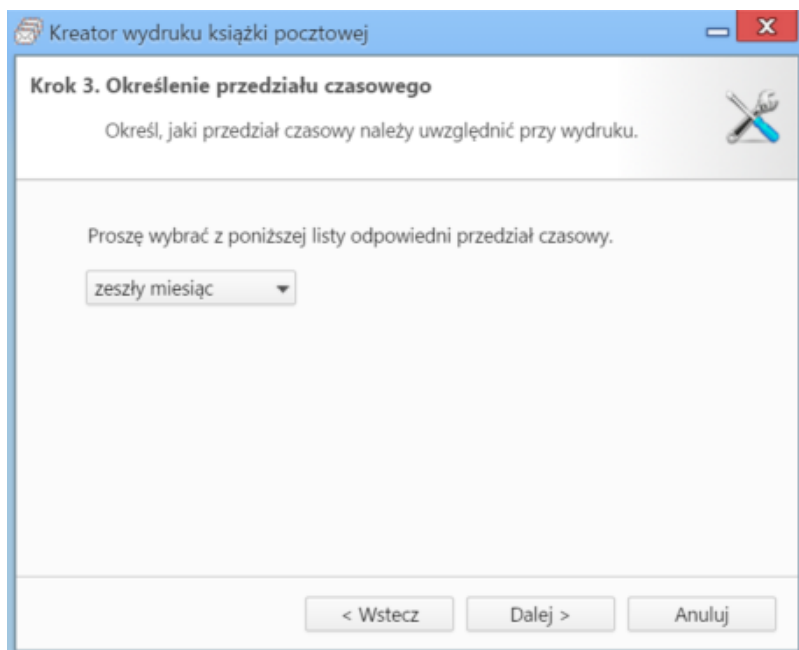 Kreator wydruku książki pocztowej
Krok 3. Określenie przedziału czasowego
Określ, jaki przedział czasowy należy uwzględnić przy wydruku.
Proszę wybrać z poniższej listy odpowiedni przedział czasowy.
zeszły miesiąc
< Wstecz Dalej > Anuluj